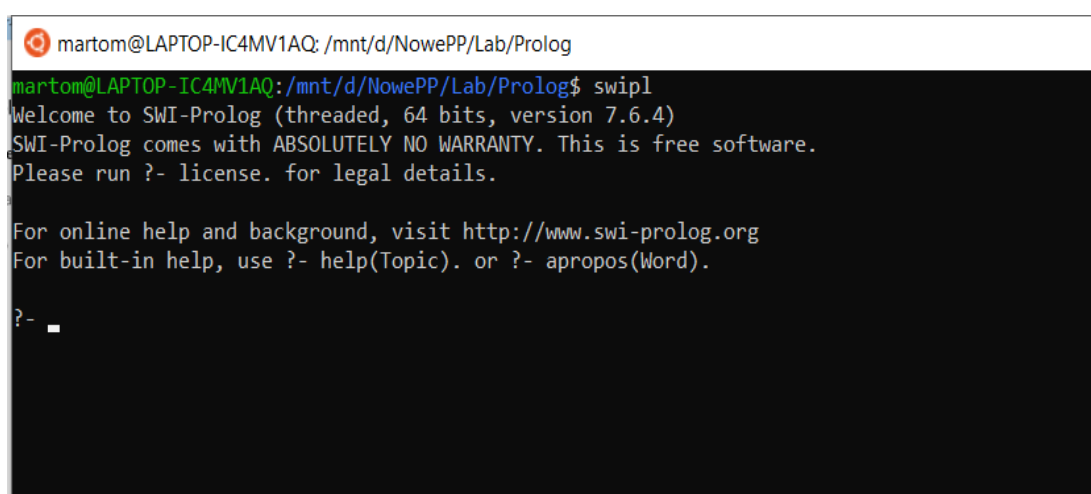 martom@LAPTOP-IC4MV1AQ: /mnt/d/NowePP/Lab/Prolog
martom@LAPTOP-IC4MV1AQ:/mnt/d/NowePP/Lab/Prolog$ swipl
Welcome to SWI-Prolog (threaded, 64 bits, version 7.6.4)
SWI-Prolog comes with ABSOLUTELY NO WARRANTY. This is free software.
Please run ?- license. for legal details.
For online help and background, visit http://www.swi-prolog.org
For built-in help, use ?- help(Topic). or ?- apropos(Word).
?-